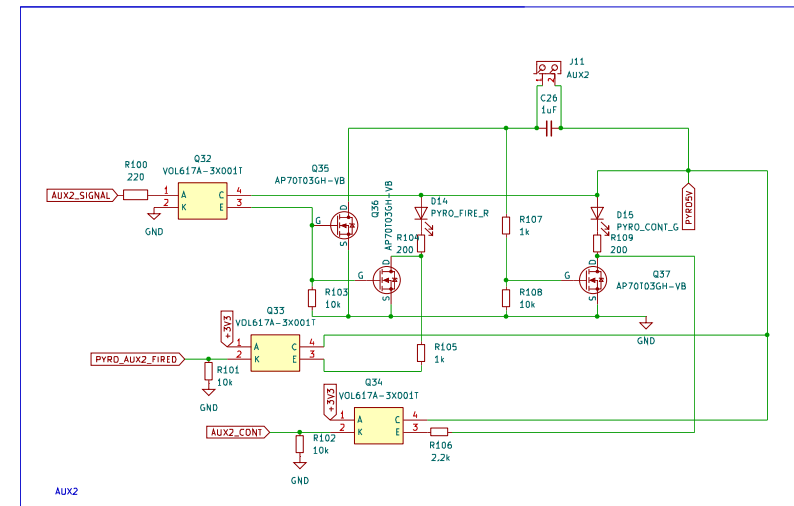 J11
AUX2
1
2
C26
1uF
Q32
VOL617A-3X001T
R100
220
AUX2_SIGNAL
1
2
A
K
C
E
4
3
GND
Q35
AP70T03GH-VB
D
G
S
Q36
AP70T03GH-VB
D
G
S
D14
PYRO_FIRE_R
R104
200
R107
1k
D15
PYRO_CONT_G
R109
200
PYRO5V
D
G
S
Q37
AP70T03GH-VB
R103
10k
R108
10k
GND
Q33
VOL617A-3X001T
+3V3
1
2
A
K
C
E
4
3
PYRO_AUX2_FIRED
R101
10k
GND
R105
1k
Q34
VOL617A-3X001T
+3V3
1
2
A
K
C
E
4
3
AUX2_CONT
R102
10k
GND
R106
2.2k
AUX2